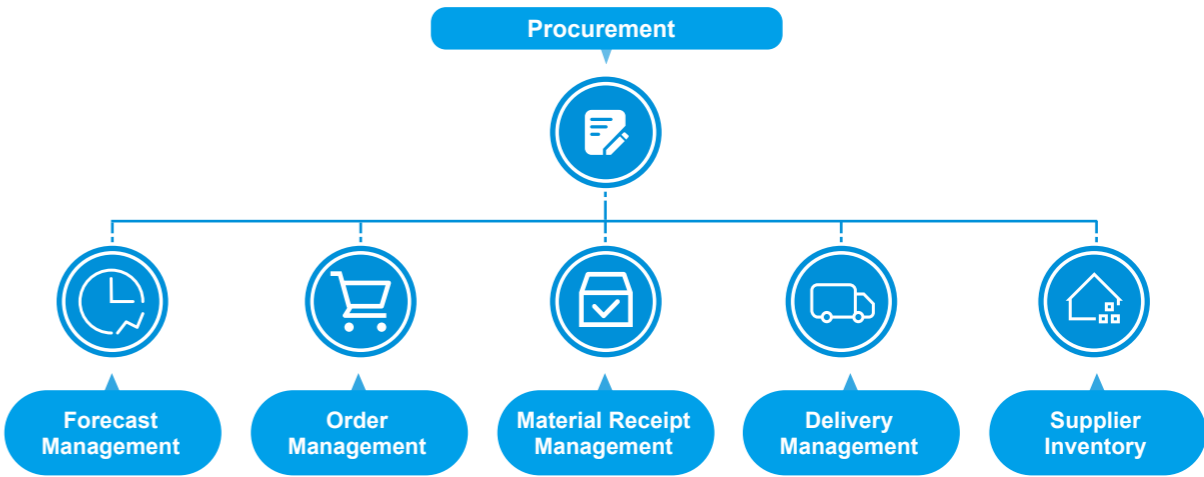 Procurement
Forecast
Management
Order
Management
Material Receipt
Management
Delivery
Management
Supplier
Inventory